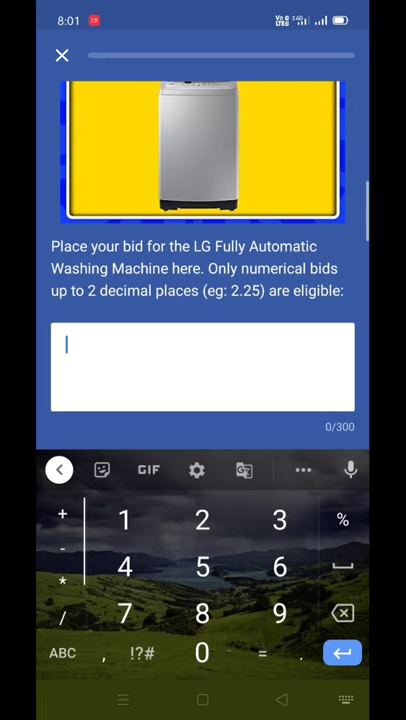 8:01
Place your bid for the LG Fully Automatic
Washing Machine here. Only numerical bids
up to 2 decimal places (eg: 2.25) are eligible:
0/300
GIF
+ 1 2 3 %
- 4 5 6
*
/ 7 8 9
ABC , !?# 0 = .